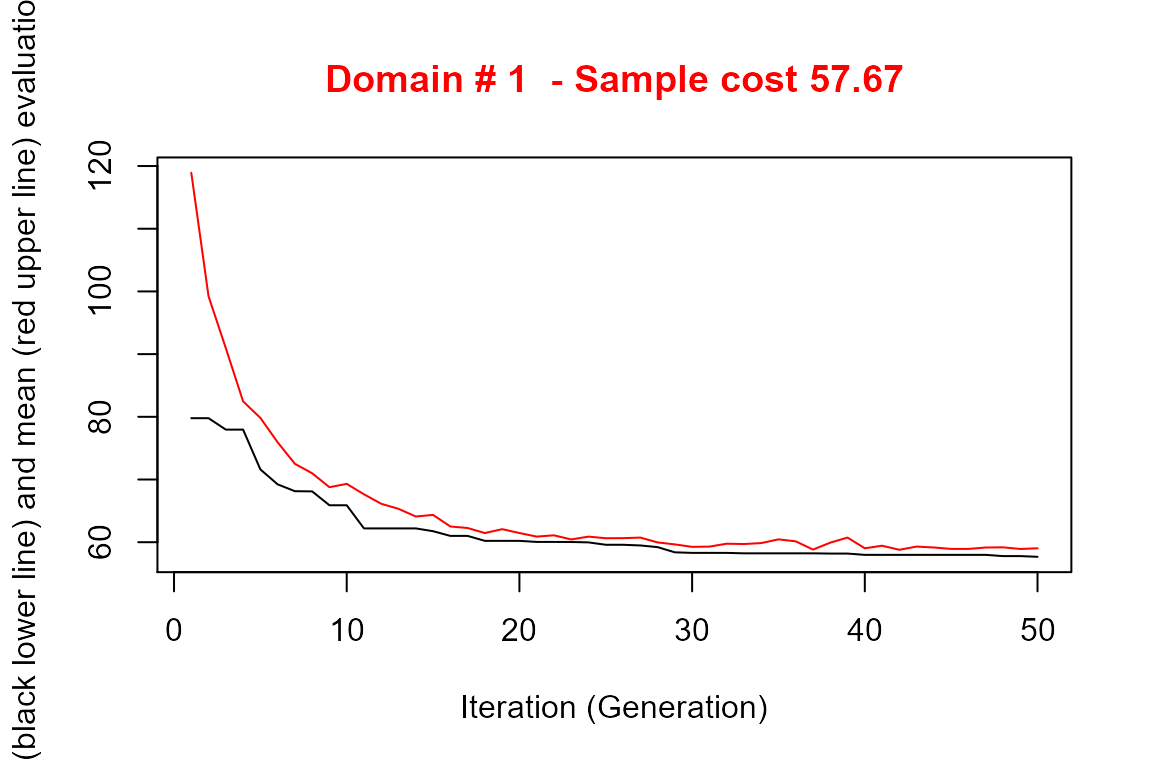 Domain # 1  - Sample cost 57.67
(black lower line) and mean (red upper line) evaluatio
120
100
80
60
0 10 20 30 40 50
Iteration (Generation)